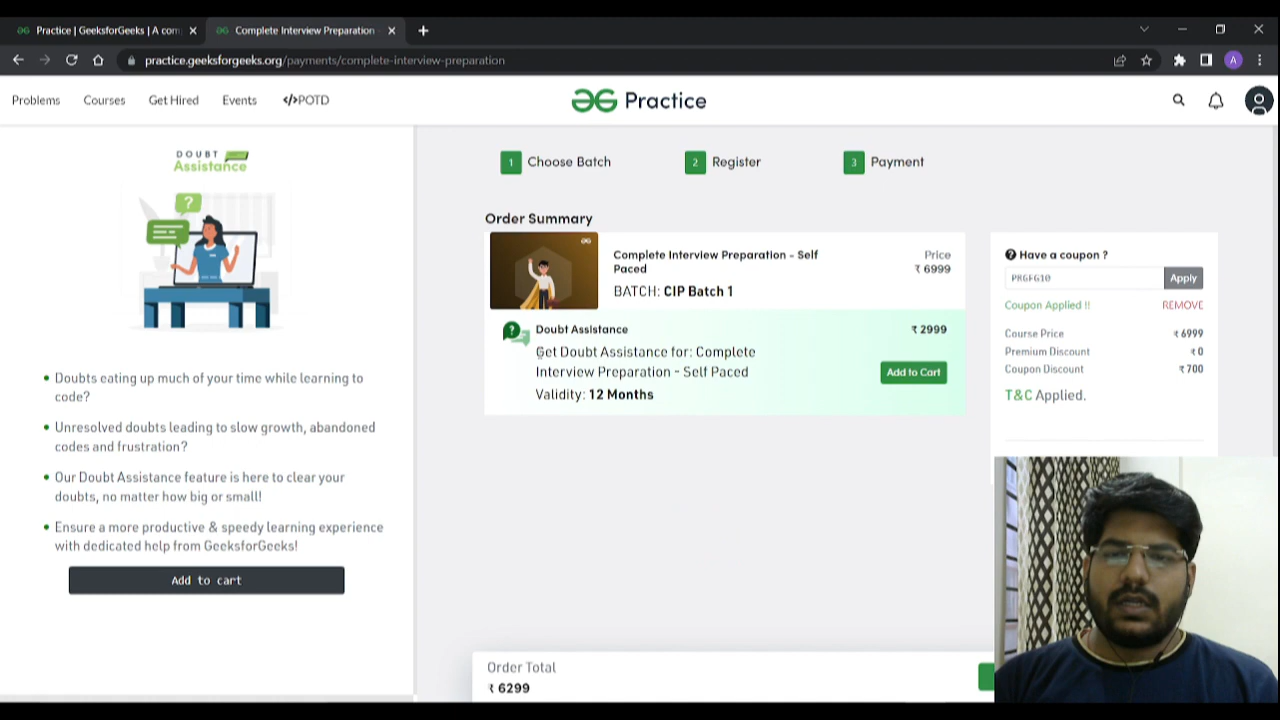 Practice | GeeksforGeeks | A com
Complete Interview Preparation
practice.geeksforgeeks.org/payments/complete-interview-preparation
A
Problems
Courses
Get Hired
Events
</>POTD
Practice
DOUBT
Assistance
?
Doubts eating up much of your time while learning to
code?
Unresolved doubts leading to slow growth, abandoned
codes and frustration?
Our Doubt Assistance feature is here to clear your
doubts, no matter how big or small!
Ensure a more productive & speedy learning experience
with dedicated help from GeeksforGeeks!
Add to cart
1 Choose Batch
2 Register
3 Payment
Order Summary
Complete Interview Preparation - Self
Paced
Price
₹ 6999
BATCH: CIP Batch 1
?
Doubt Assistance
₹ 2999
Get Doubt Assistance for: Complete
Interview Preparation - Self Paced
Add to Cart
Validity: 12 Months
? Have a coupon ?
PRGFG10
Apply
Coupon Applied !!
REMOVE
Course Price ₹ 6999
Premium Discount ₹ 0
Coupon Discount ₹ 700
T&C Applied.
Order Total
₹ 6299